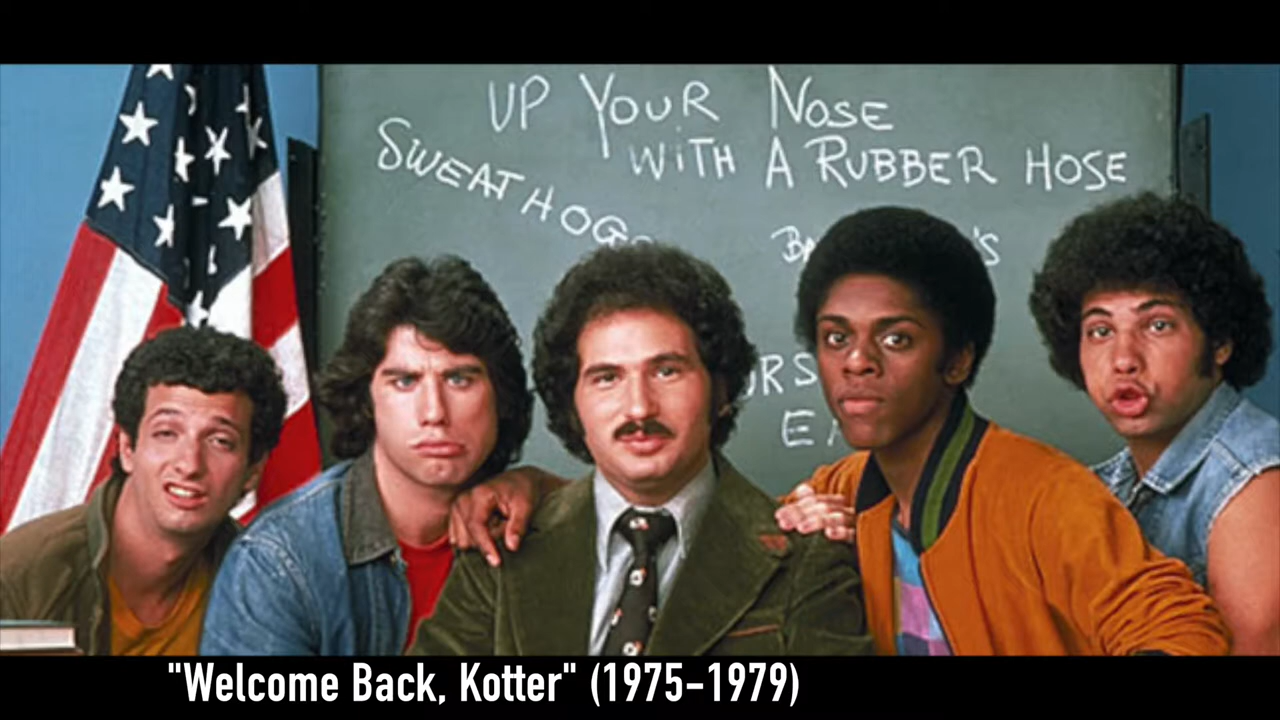 UP YOUR NOSE
WITH A RUBBER HOSE
SWEATHOGS
"Welcome Back, Kotter" (1975-1979)